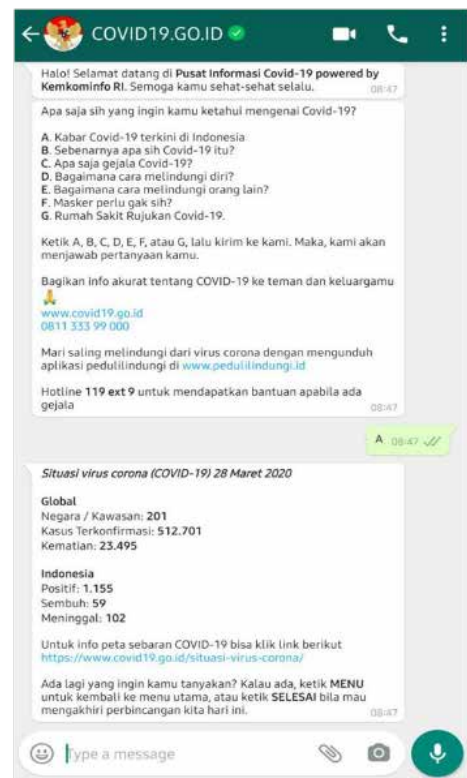 COVID19.GO.ID
Halo! Selamat datang di Pusat Informasi Covid-19 powered by
Kemkominfo RI. Semoga kamu sehat-sehat selalu.
08:47
Apa saja sih yang ingin kamu ketahui mengenai Covid-19?
A. Kabar Covid-19 terkini di Indonesia
B. Sebenarnya apa sih Covid-19 itu?
C. Apa saja gejala Covid-19?
D. Bagaimana cara melindungi diri?
E. Bagaimana cara melindungi orang lain?
F. Masker perlu gak sih?
G. Rumah Sakit Rujukan Covid-19.
Ketik A, B, C, D, E, F, atau G, lalu kirim ke kami. Maka, kami akan
menjawab pertanyaan kamu.
Bagikan info akurat tentang COVID-19 ke teman dan keluargamu
🙏
www.covid19.go.id
0811 333 99 000
Mari saling melindungi dari virus corona dengan mengunduh
aplikasi pedulilindungi di www.pedulilindungi.id
Hotline 119 ext 9 untuk mendapatkan bantuan apabila ada
gejala
08:47
A 08:47
Situasi virus corona (COVID-19) 28 Maret 2020
Global
Negara / Kawasan: 201
Kasus Terkonfirmasi: 512.701
Kematian: 23.495
Indonesia
Positif: 1.155
Sembuh: 59
Meninggal: 102
Untuk info peta sebaran COVID-19 bisa klik link berikut
https://www.covid19.go.id/situasi-virus-corona/
Ada lagi yang ingin kamu tanyakan? Kalau ada, ketik MENU
untuk kembali ke menu utama, atau ketik SELESAI bila mau
mengakhiri perbincangan kita hari ini.
08:47
Type a message